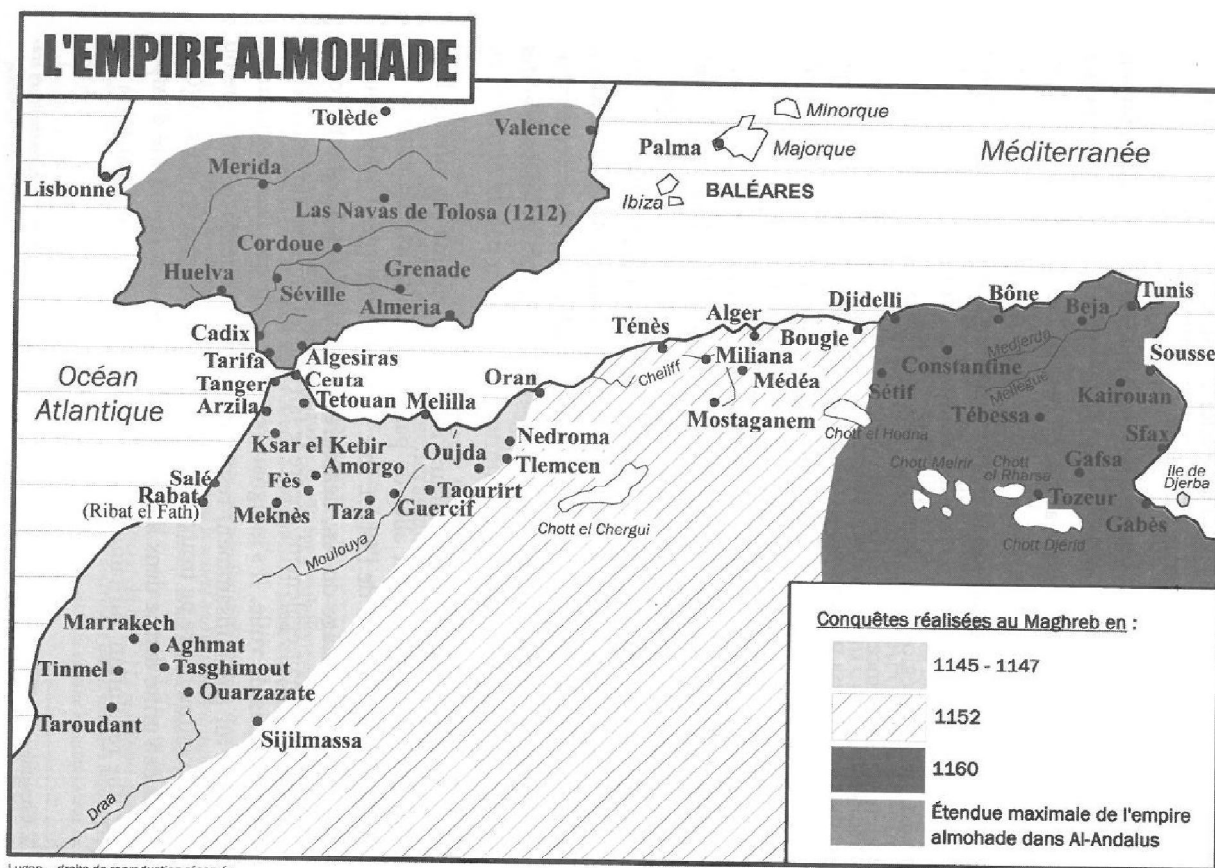 L'EMPIRE ALMOHADE
Tolède
Valence
Minorque
Palma
Majorque
Méditerranée
Lisbonne
Merida
Ibiza
BALÉARES
Las Navas de Tolosa (1212)
Cordoue
Huelva
Séville
Grenade
Almeria
Cadix
Tarifa
Algesiras
Océan
Atlantique
Tanger
Ceuta
Arzila
Tetouan
Melilla
Oran
Ténès
Alger
Bougie
Djidelli
Bône
Beja
Tunis
Cheliff
Miliana
Médéa
Mostaganem
Constantine
Medjerda
Mellègue
Sousse
Sétif
Kairouan
Tébessa
Chott el Hodna
Sfax
Ksar el Kebir
Oujda
Nedroma
Tlemcen
Amorgo
Fès
Salé
Rabat
(Ribat el Fath)
Meknès
Taza
Guercif
Taourirt
Moulouya
Chott el Chergui
Chott Melrir
Chott
el Rharsa
Gafsa
Tozeur
Ile de
Djerba
Gabès
Chott Djérid
Marrakech
Aghmat
Tinmel
Tasghimout
Ouarzazate
Taroudant
Sijilmassa
Draa
Conquêtes réalisées au Maghreb en :
1145 - 1147
1152
1160
Étendue maximale de l'empire
almohade dans Al-Andalus